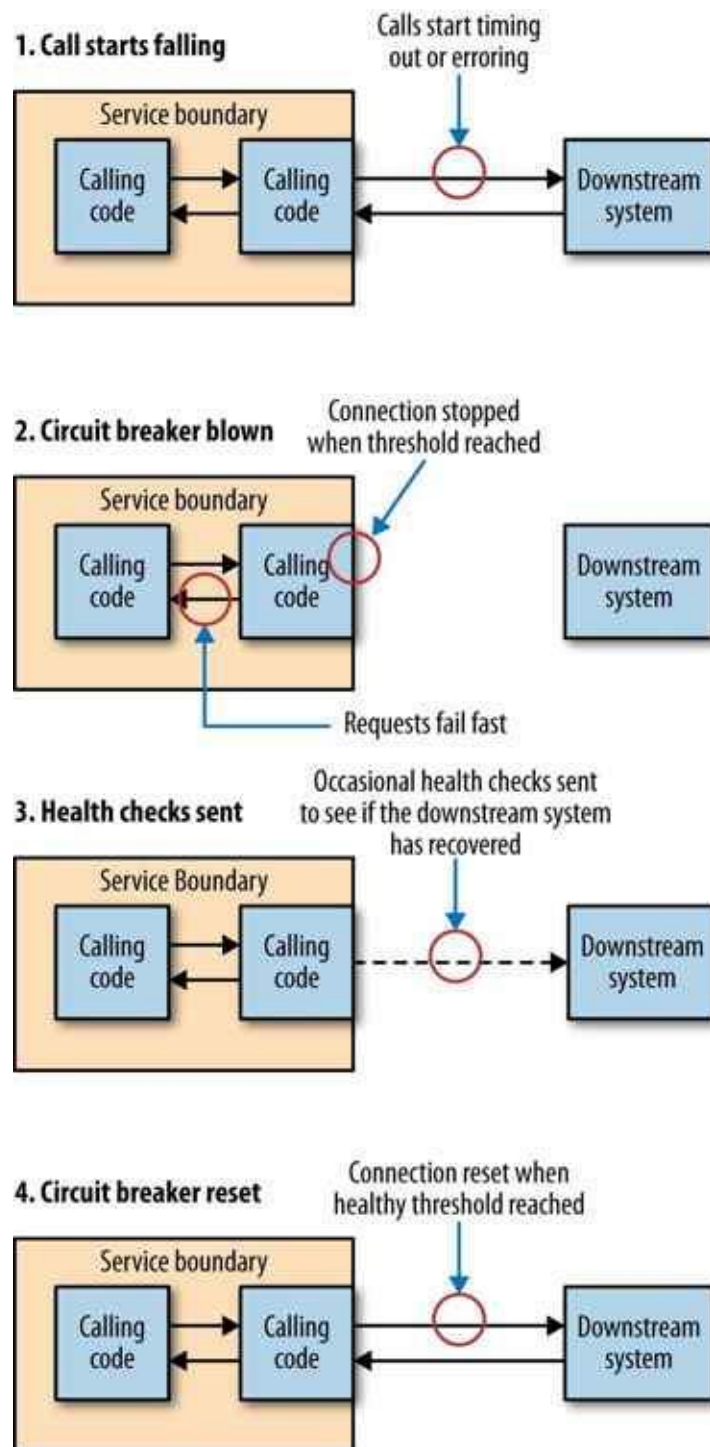 1. Call starts falling
Calls start timing
out or erroring
Service boundary
Calling
code
Calling
code
Downstream
system
2. Circuit breaker blown
Connection stopped
when threshold reached
Service boundary
Calling
code
Calling
code
Downstream
system
Requests fail fast
3. Health checks sent
Occasional health checks sent
to see if the downstream system
has recovered
Service Boundary
Calling
code
Calling
code
Downstream
system
4. Circuit breaker reset
Connection reset when
healthy threshold reached
Service boundary
Calling
code
Calling
code
Downstream
system